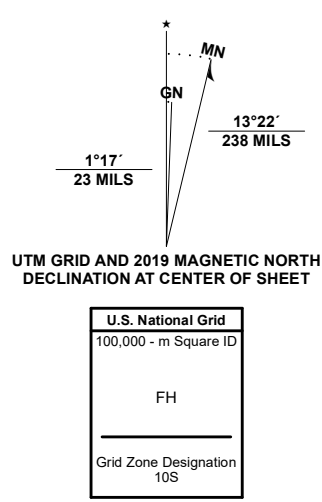 ★
MN
GN
13°22´
238 MILS
1°17´
23 MILS
UTM GRID AND 2019 MAGNETIC NORTH
DECLINATION AT CENTER OF SHEET
U.S. National Grid
100,000 - m Square ID
FH
Grid Zone Designation
10S